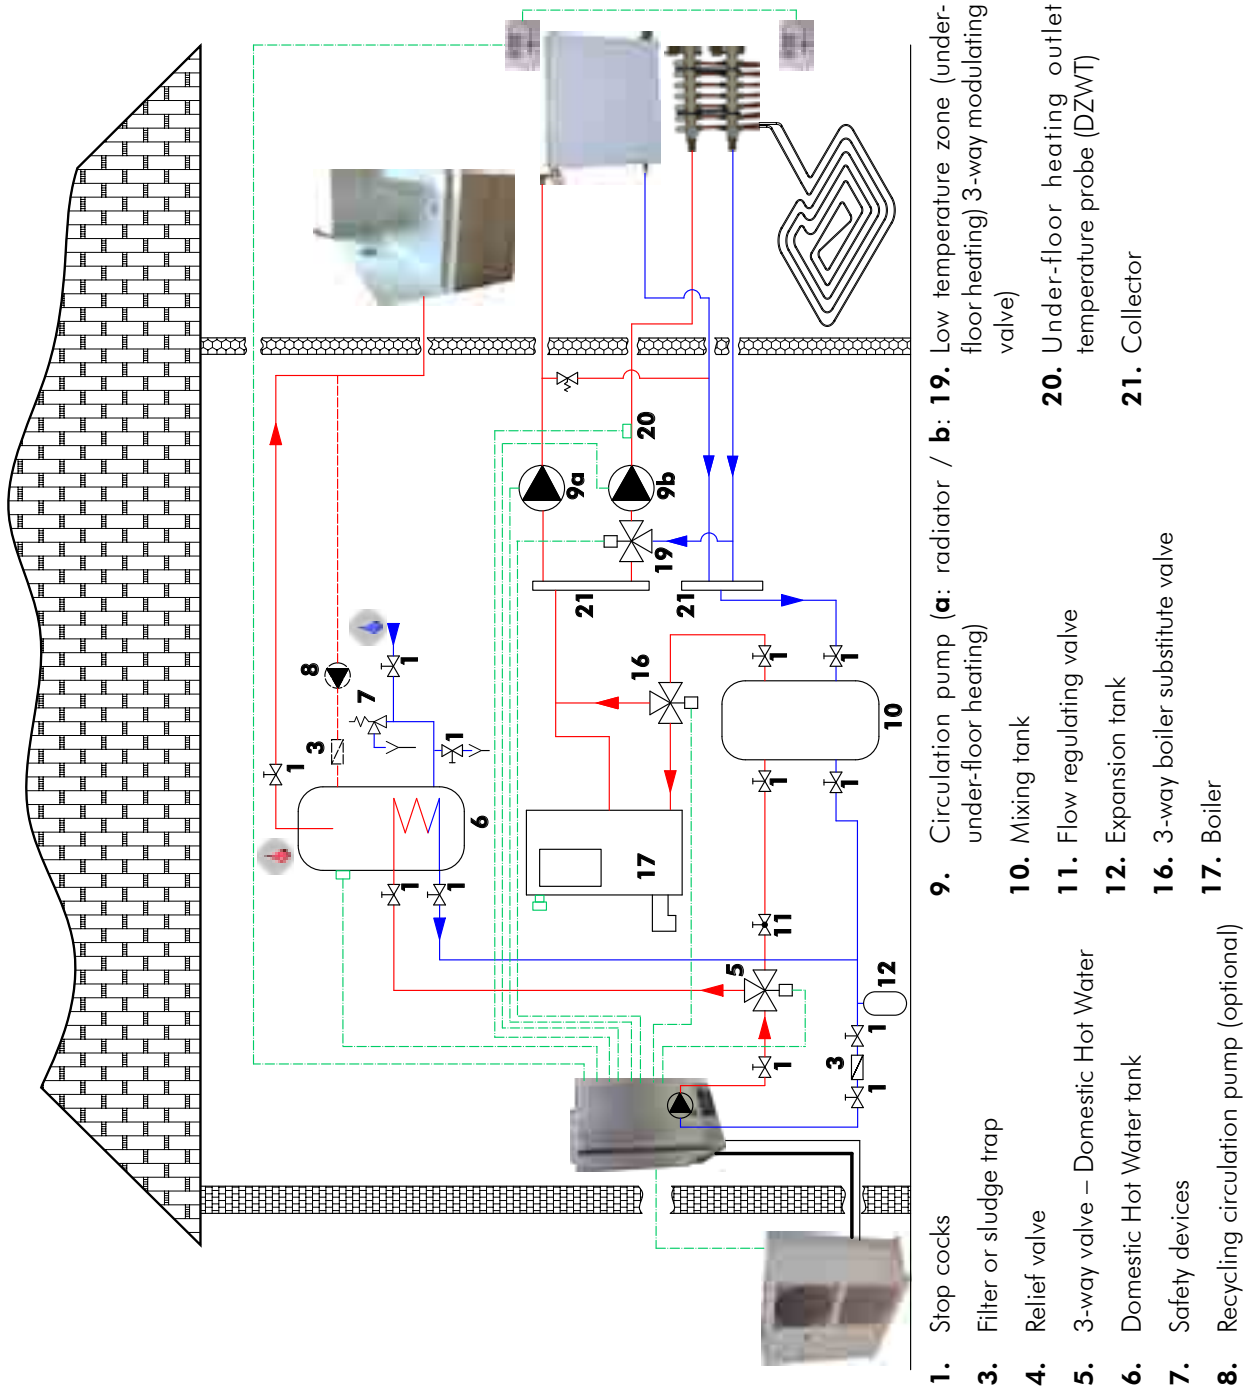 1
3
8
7
1
1
1
1
6
9a
21
20
16
17
19
9b
21
5
1
1
11
1
3
1
1
1
1
12
10
1. Stop cocks
3. Filter or sludge trap
4. Relief valve
5. 3-way valve – Domestic Hot Water
6. Domestic Hot Water tank
7. Safety devices
8. Recycling circulation pump (optional)
9. Circulation pump (a: radiator / b:
under-floor heating)
10. Mixing tank
11. Flow regulating valve
12. Expansion tank
16. 3-way boiler substitute valve
17. Boiler
19. Low temperature zone (under-
floor heating) 3-way modulating
valve)
20. Under-floor heating outlet
temperature probe (DZWT)
21. Collector